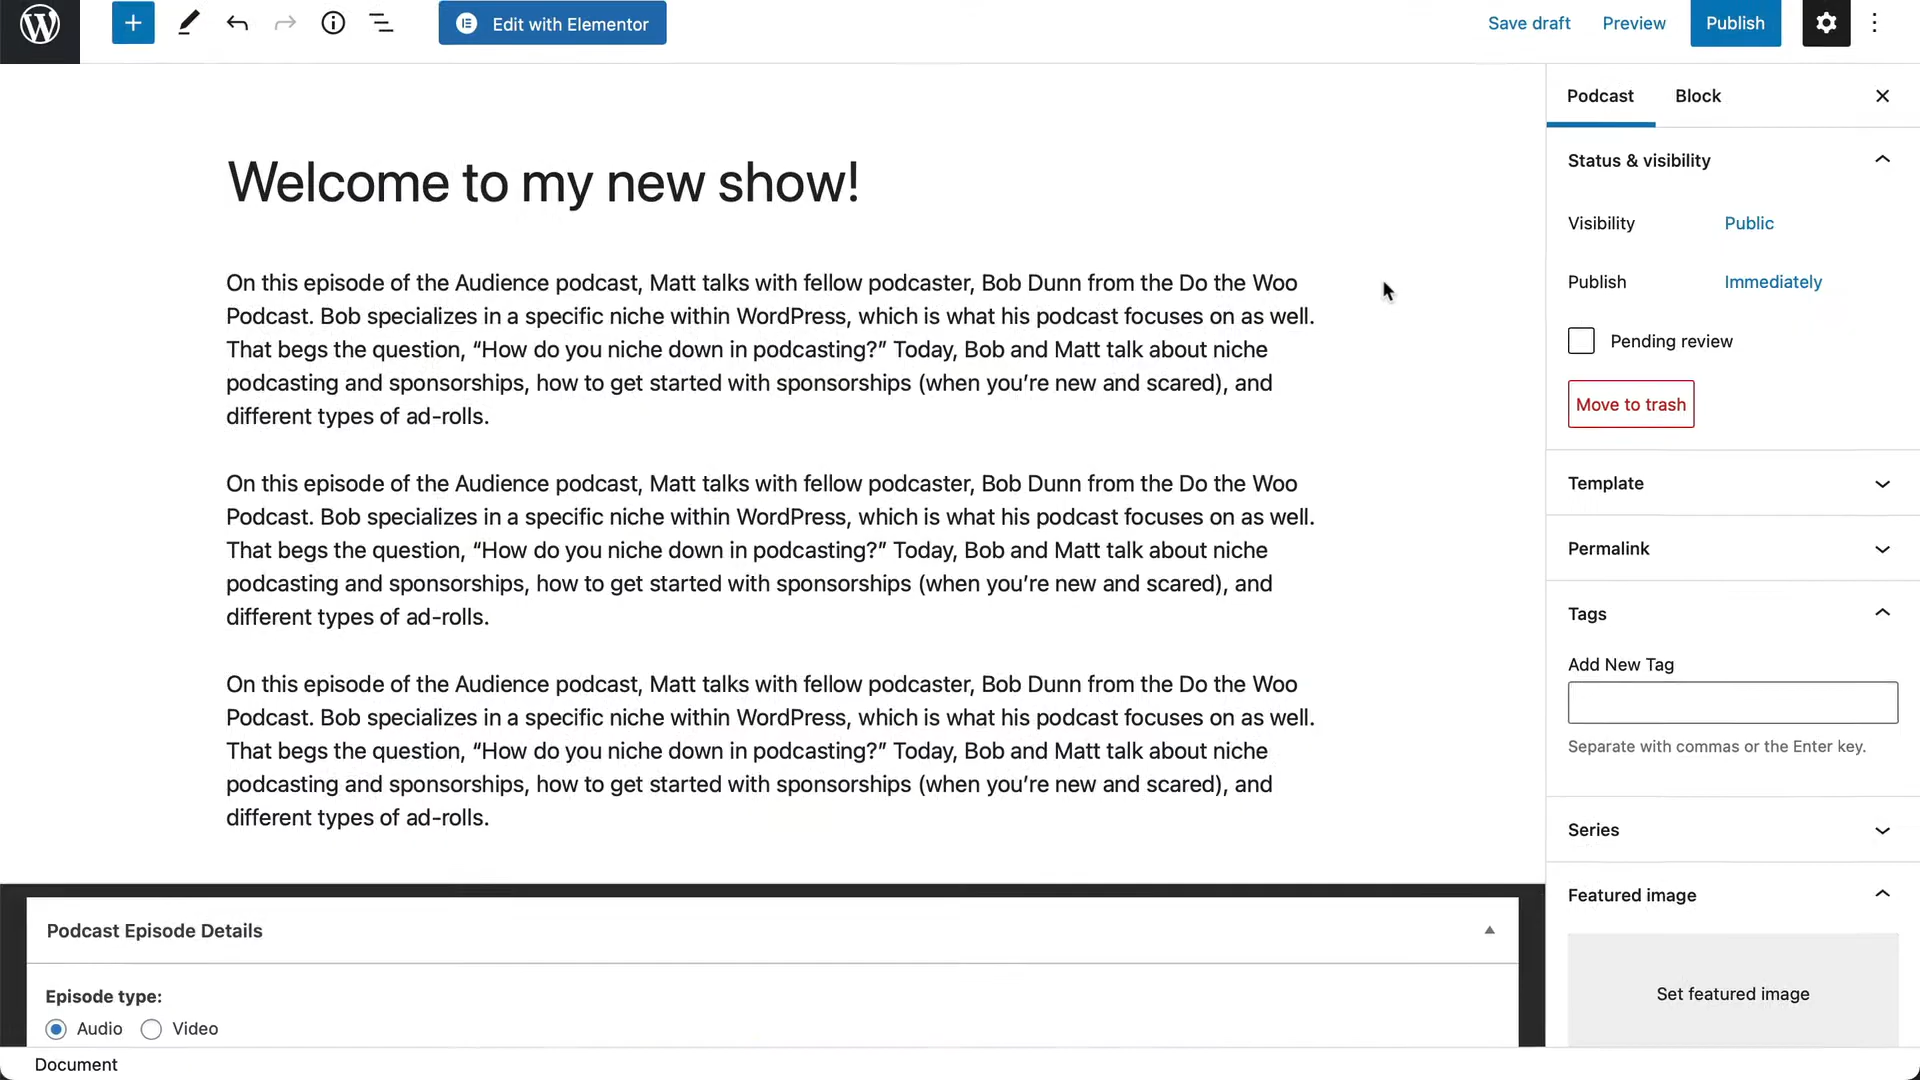 Edit with Elementor
Save draft
Preview
Publish
Podcast
Block
Status & visibility
Visibility
Public
Publish
Immediately
Pending review
Move to trash
Template
Permalink
Tags
Add New Tag
Separate with commas or the Enter key.
Series
Featured image
Set featured image
Welcome to my new show!
On this episode of the Audience podcast, Matt talks with fellow podcaster, Bob Dunn from the Do the Woo
Podcast. Bob specializes in a specific niche within WordPress, which is what his podcast focuses on as well.
That begs the question, “How do you niche down in podcasting?” Today, Bob and Matt talk about niche
podcasting and sponsorships, how to get started with sponsorships (when you’re new and scared), and
different types of ad-rolls.
On this episode of the Audience podcast, Matt talks with fellow podcaster, Bob Dunn from the Do the Woo
Podcast. Bob specializes in a specific niche within WordPress, which is what his podcast focuses on as well.
That begs the question, “How do you niche down in podcasting?” Today, Bob and Matt talk about niche
podcasting and sponsorships, how to get started with sponsorships (when you’re new and scared), and
different types of ad-rolls.
On this episode of the Audience podcast, Matt talks with fellow podcaster, Bob Dunn from the Do the Woo
Podcast. Bob specializes in a specific niche within WordPress, which is what his podcast focuses on as well.
That begs the question, “How do you niche down in podcasting?” Today, Bob and Matt talk about niche
podcasting and sponsorships, how to get started with sponsorships (when you’re new and scared), and
different types of ad-rolls.
Podcast Episode Details
Episode type:
Audio
Video
Document